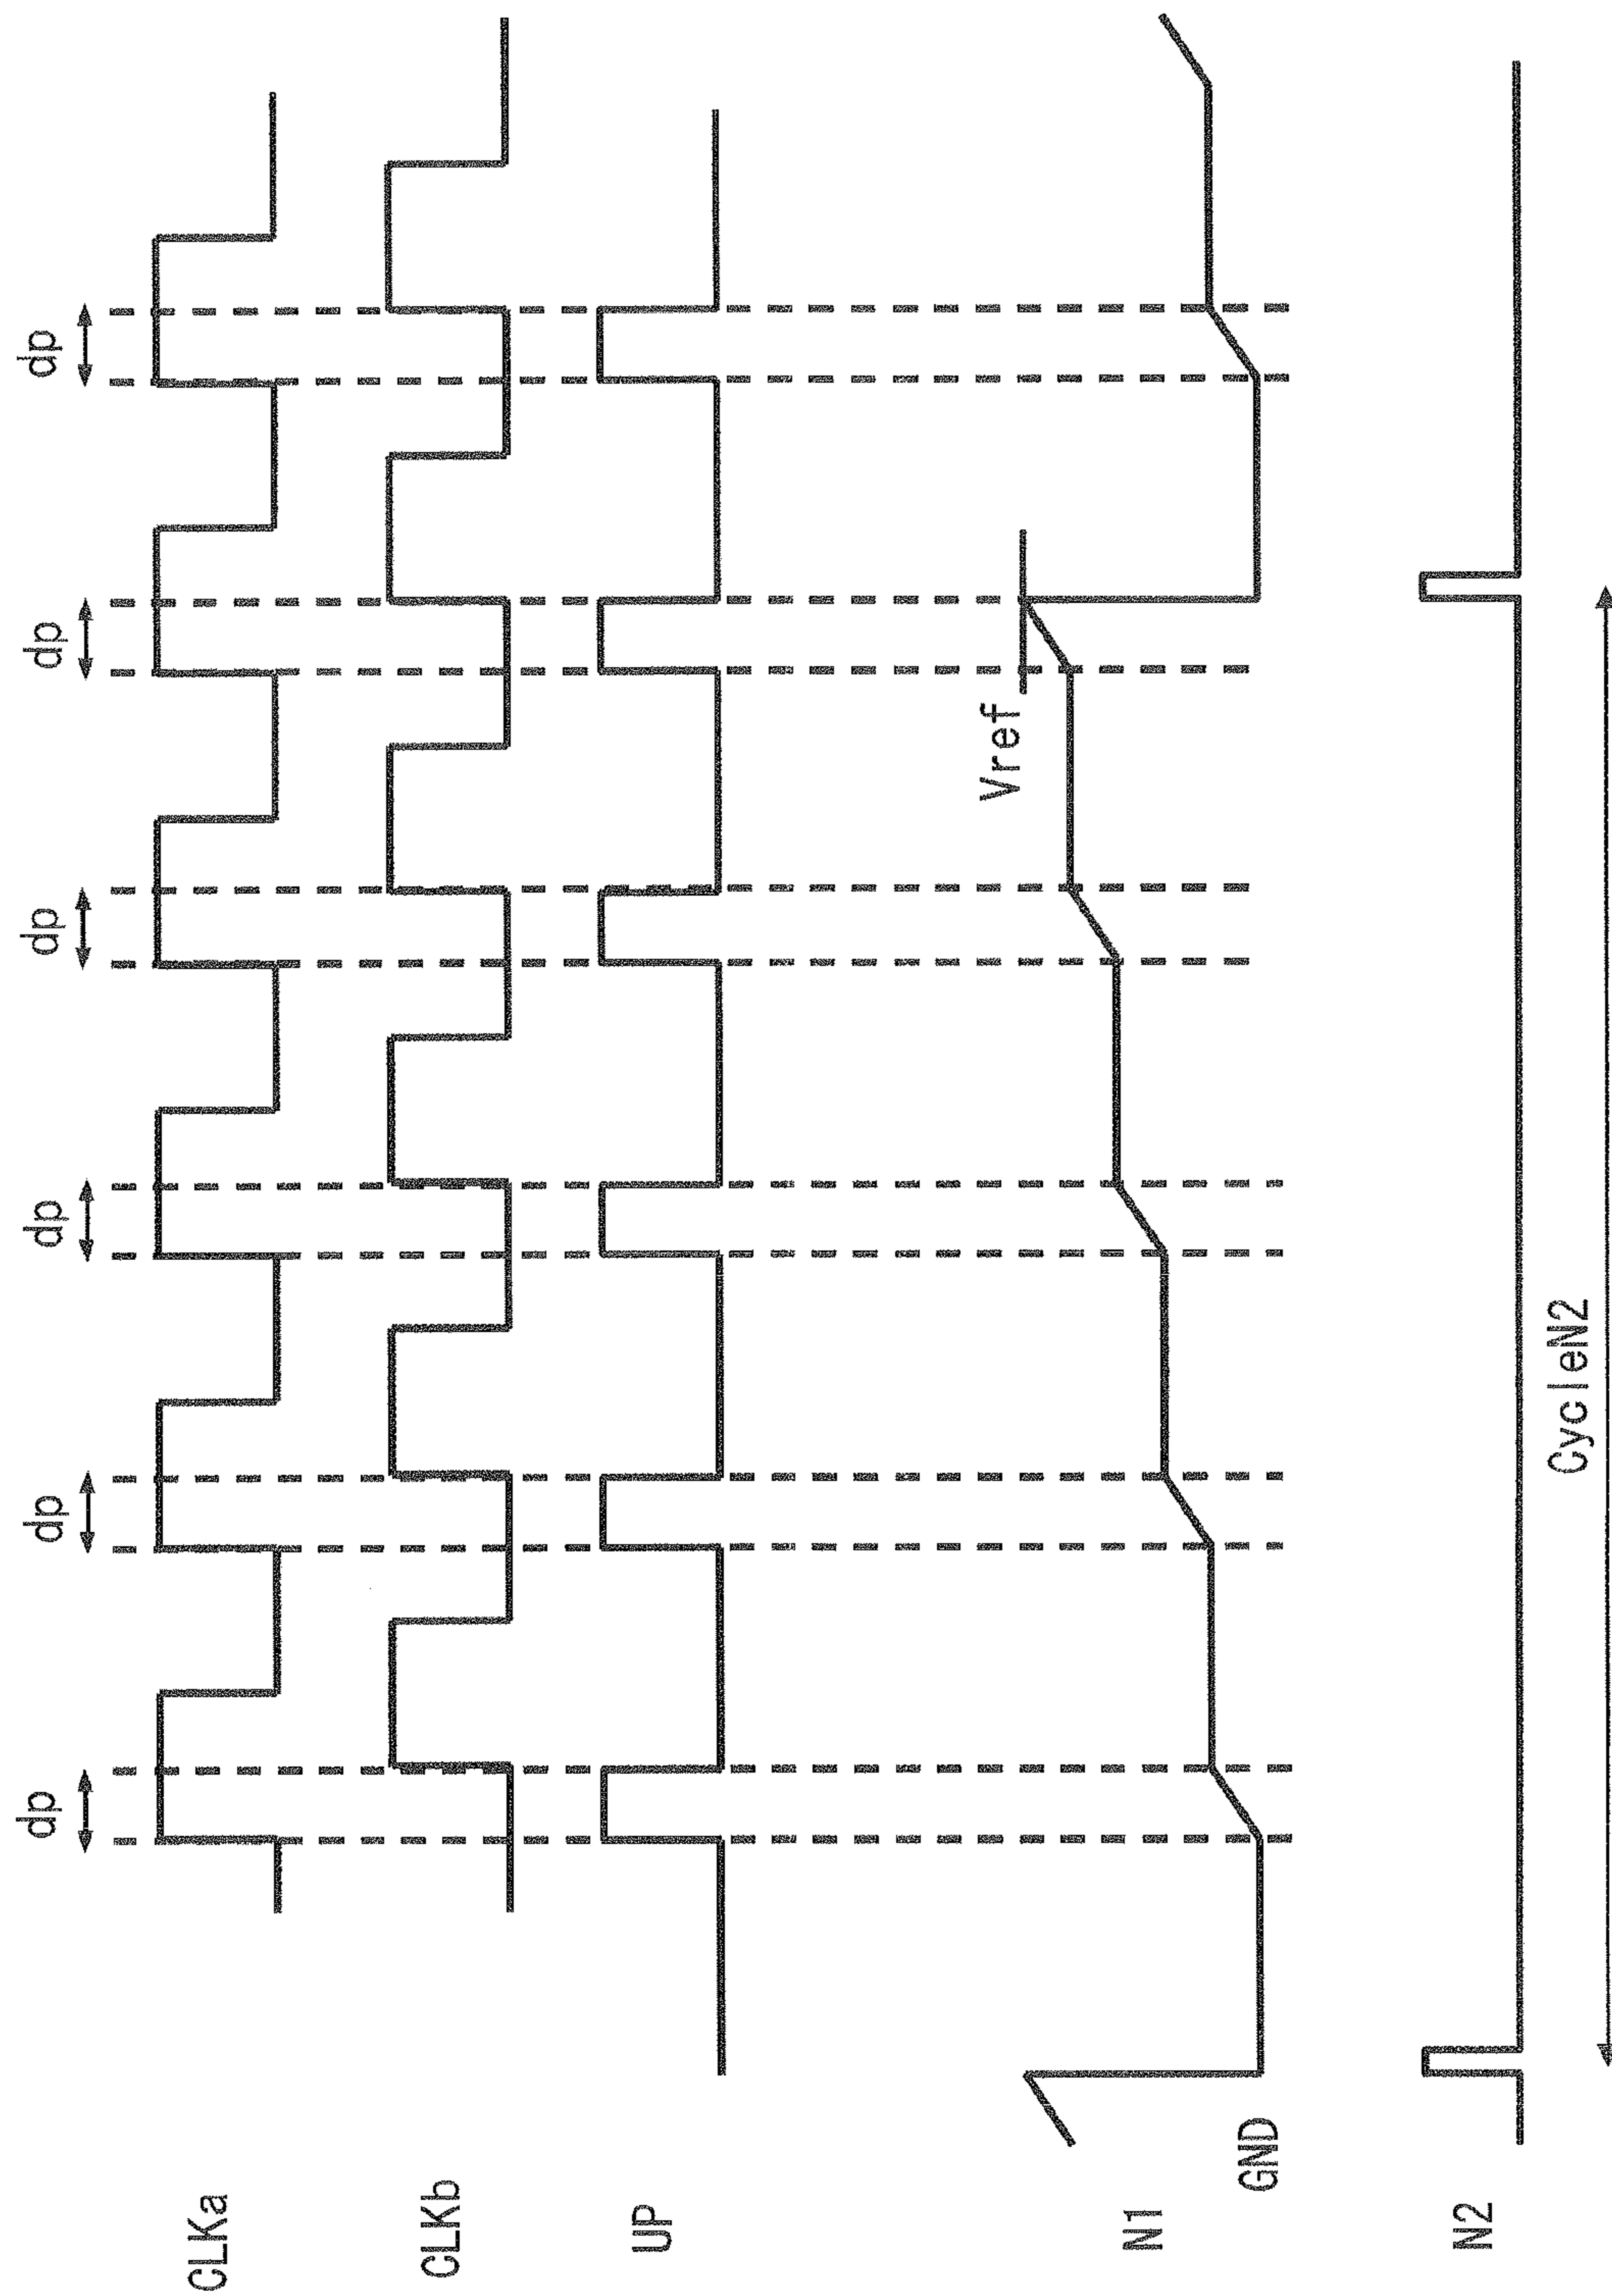 dp
dp
dp
dp
dp
dp
CLKa
CLKb
UP
Vref
N1
GND
N2
CycleN2